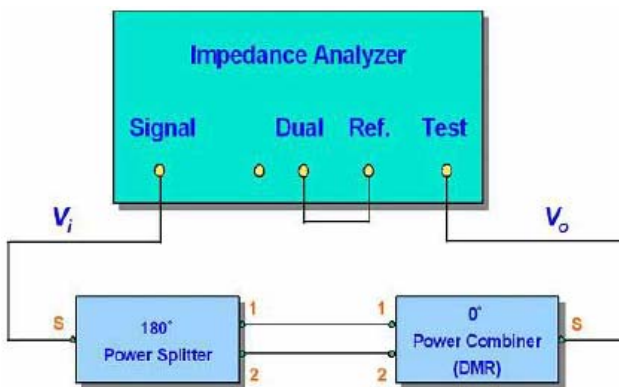 Impedance Analyzer
Signal Dual Ref. Test
Vi Vo
S 180° 1 1 0° S
Power Splitter Power Combiner
2 2 (DMR)